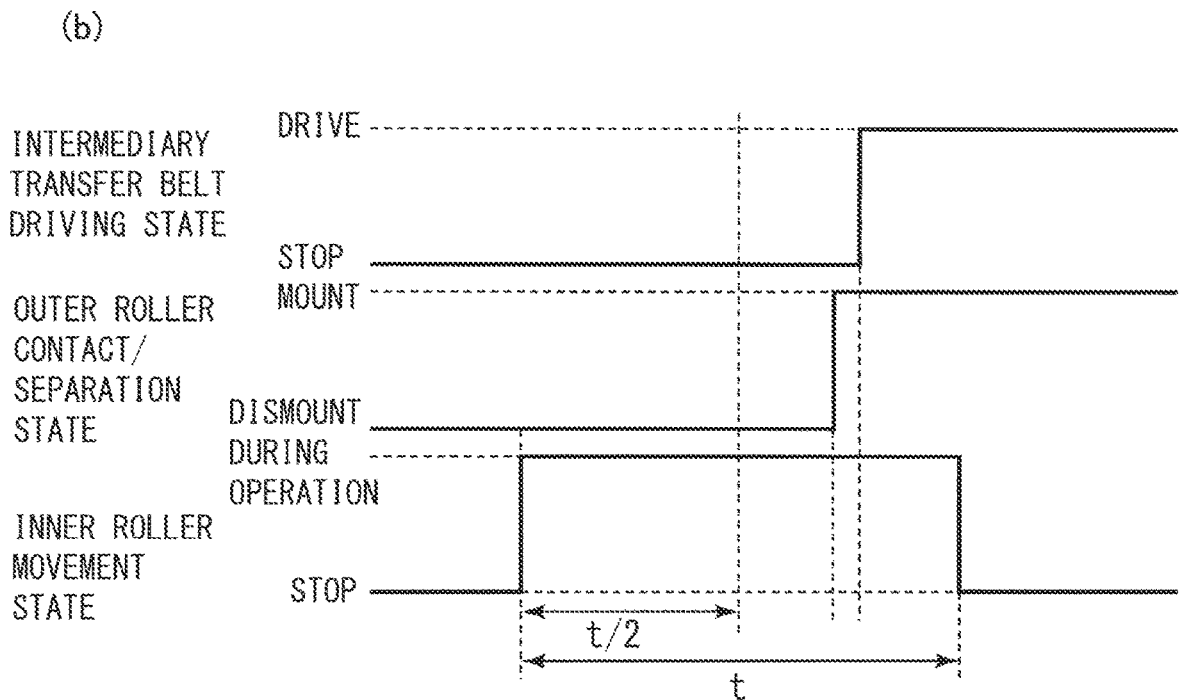 (b)
INTERMEDIARY
TRANSFER BELT
DRIVING STATE
DRIVE
STOP
OUTER ROLLER
CONTACT/
SEPARATION
STATE
MOUNT
DISMOUNT
INNER ROLLER
MOVEMENT
STATE
DURING
OPERATION
STOP
t/2
t